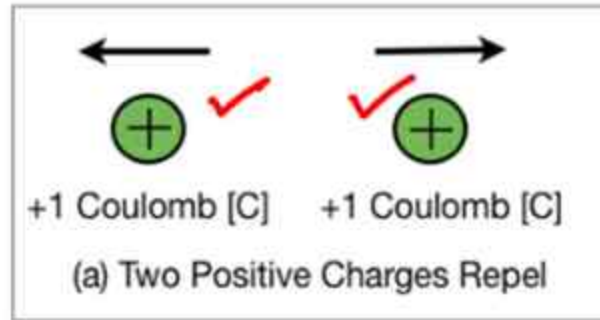 + +
+1 Coulomb [C] +1 Coulomb [C]
(a) Two Positive Charges Repel